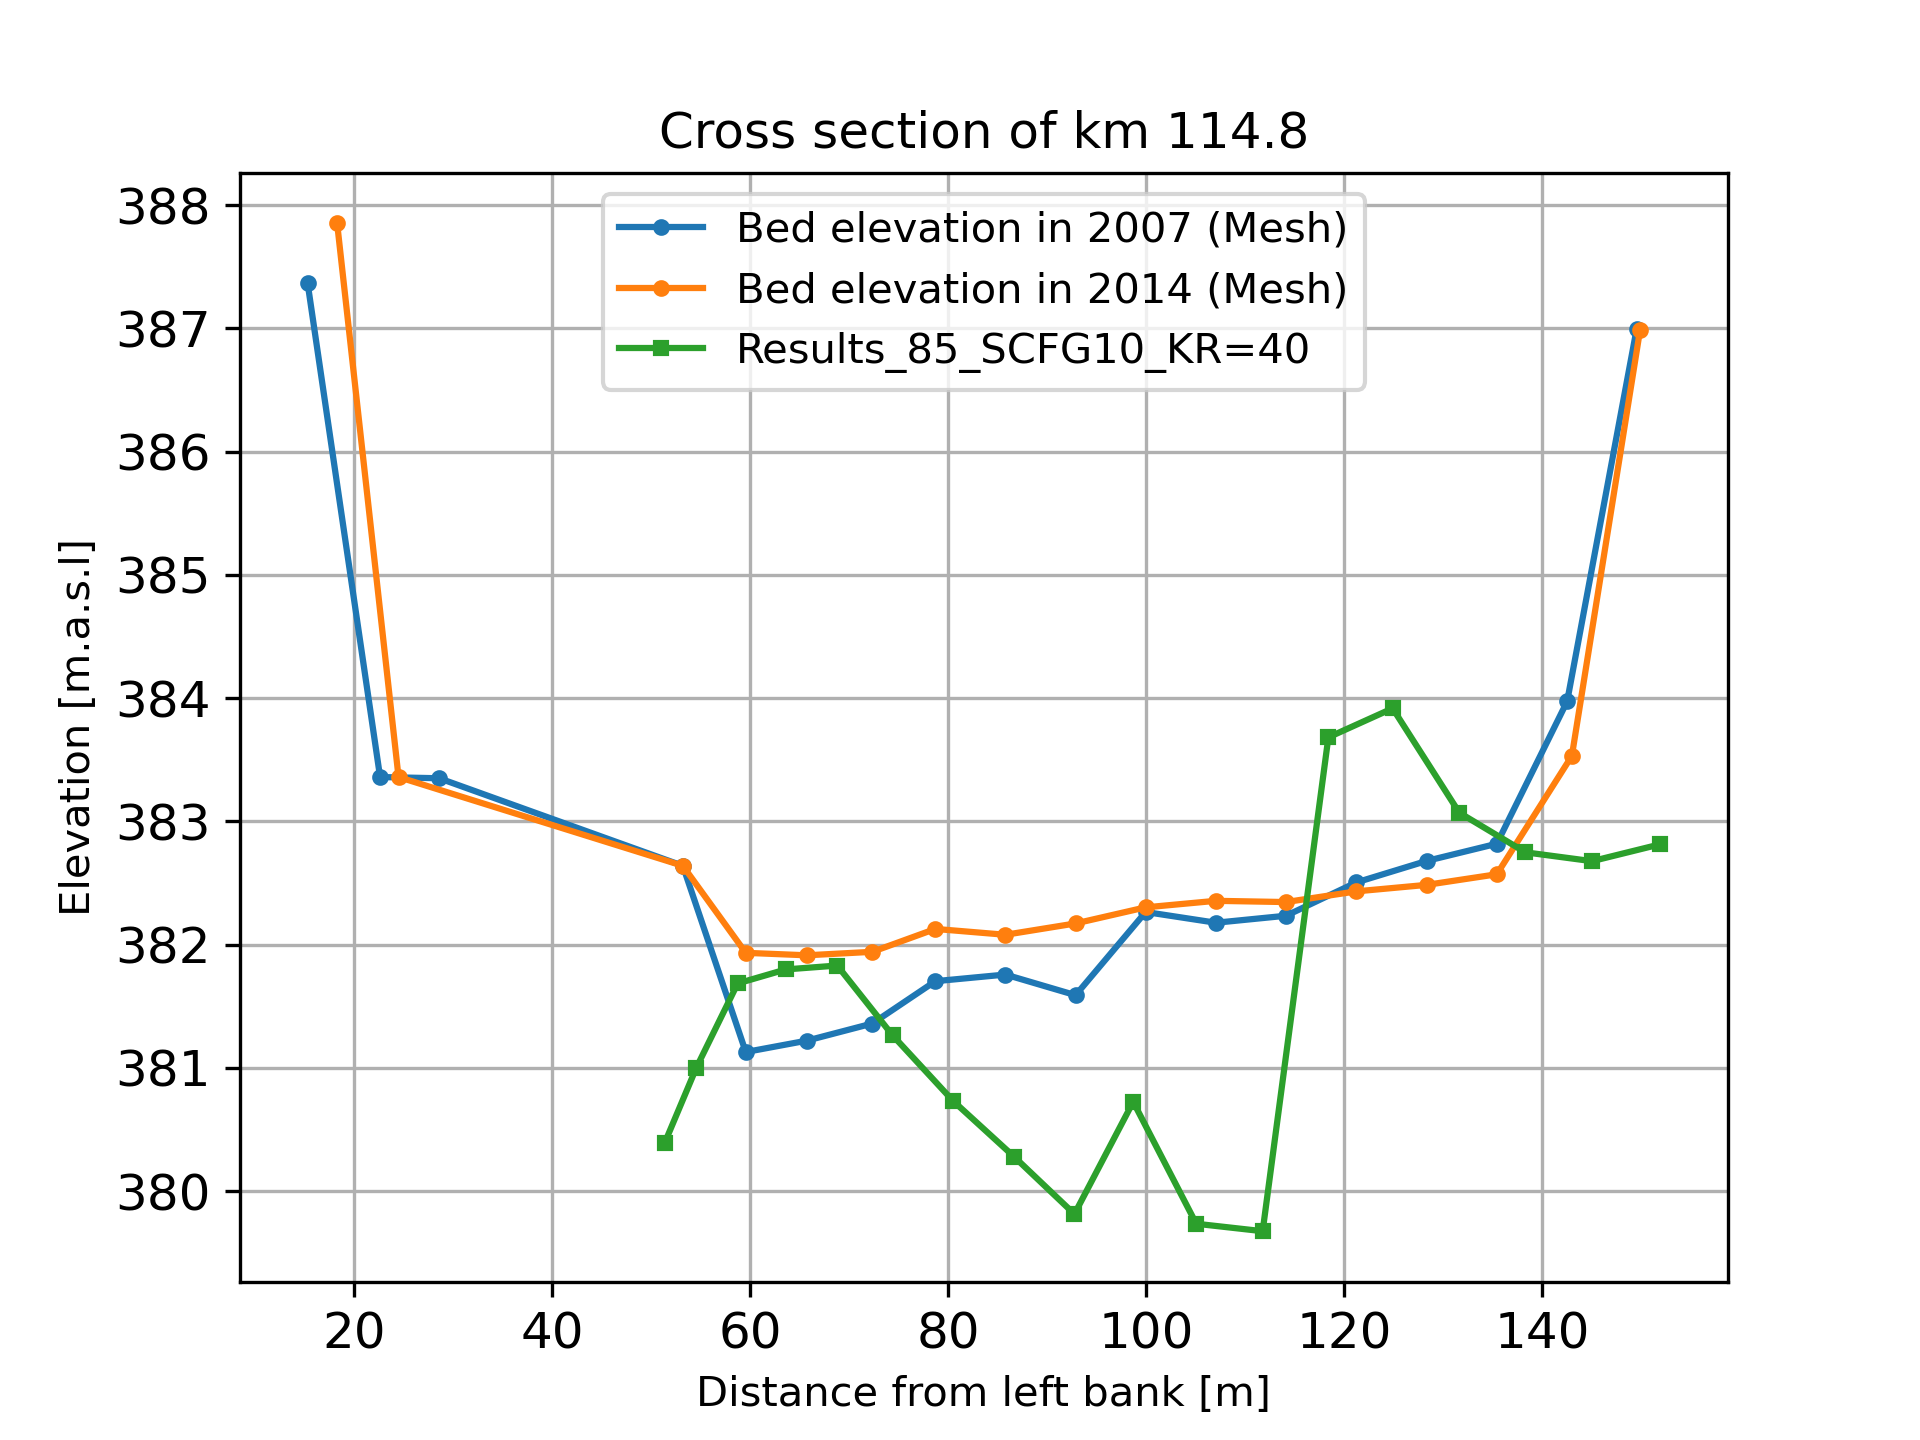 Cross section of km 114.8
Bed elevation in 2007 (Mesh)
Bed elevation in 2014 (Mesh)
Results_85_SCFG10_KR=40
388
387
386
385
384
383
382
381
380
Elevation [m.a.s.l]
20 40 60 80 100 120 140
Distance from left bank [m]